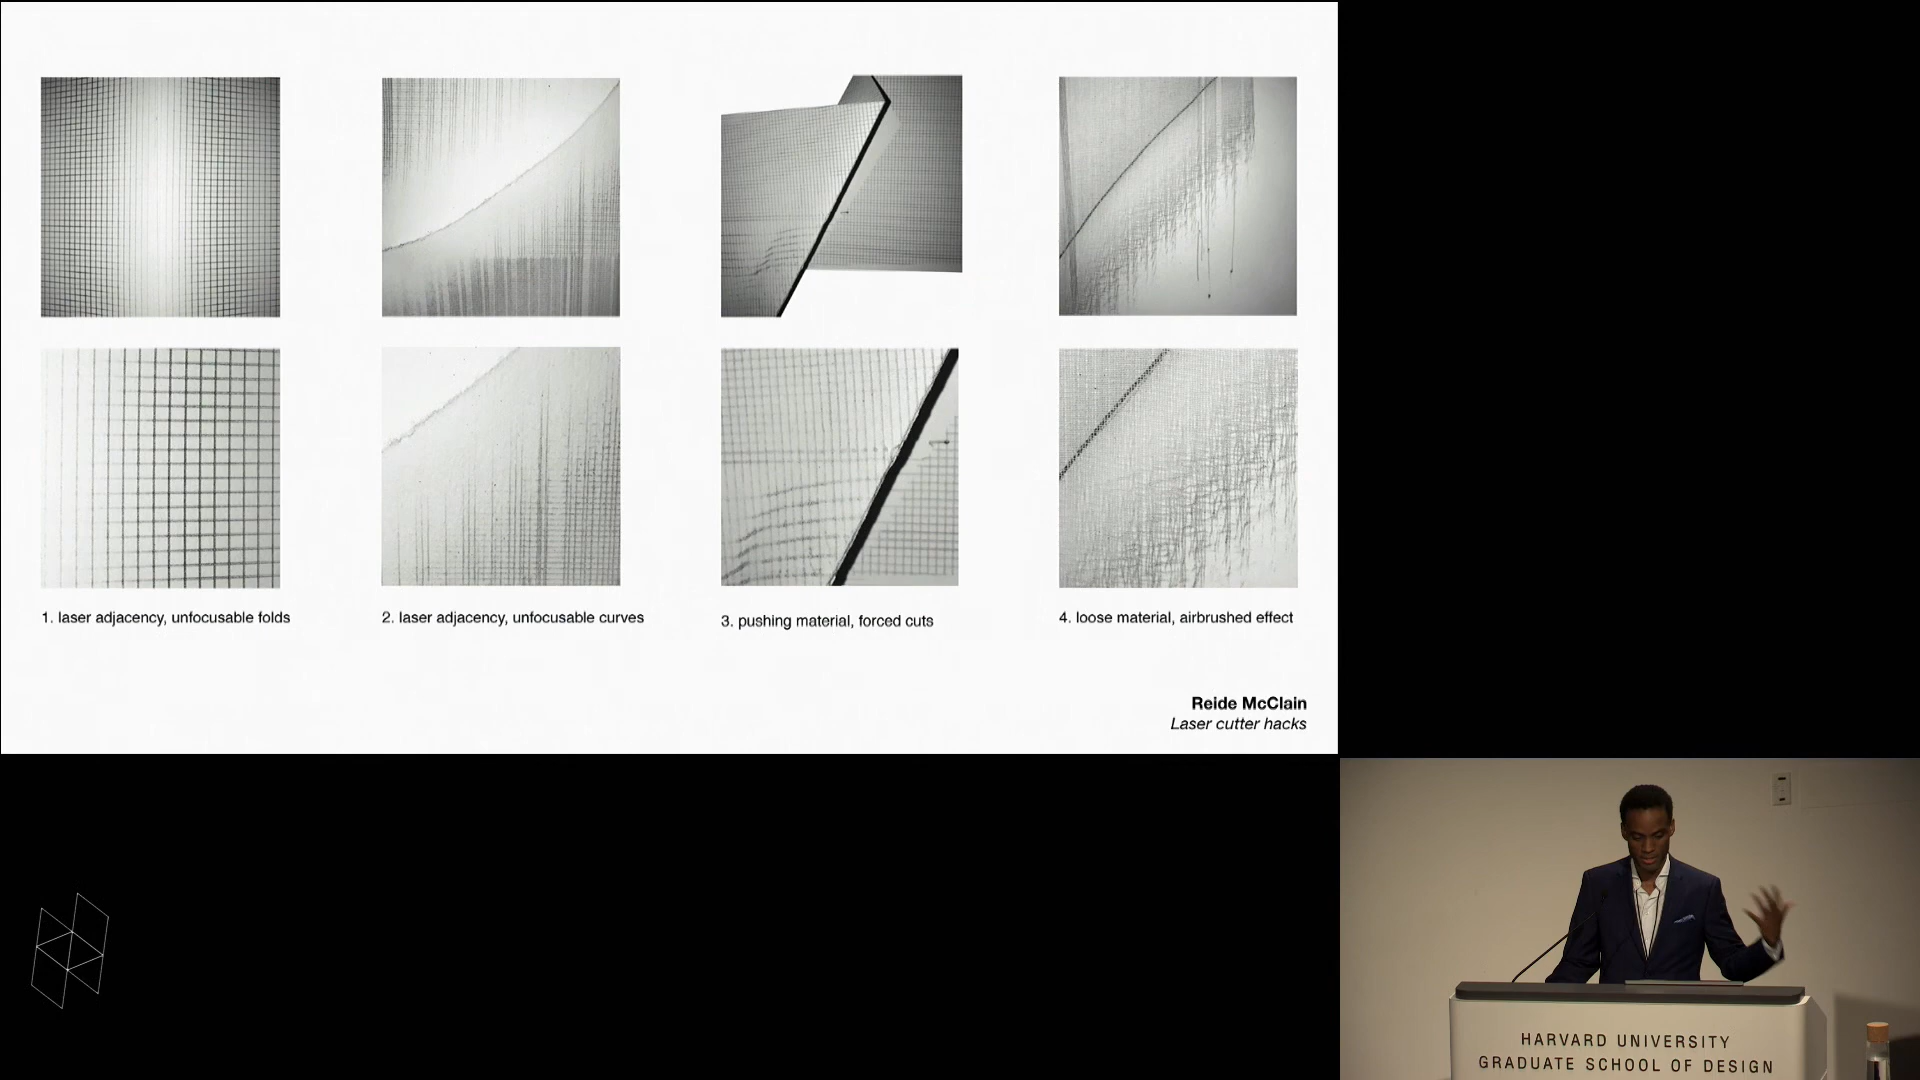 1. laser adjacency, unfocusable folds
2. laser adjacency, unfocusable curves
3. pushing material, forced cuts
4. loose material, airbrushed effect
Reide McClain
Laser cutter hacks
HARVARD UNIVERSITY
GRADUATE SCHOOL OF DESIGN